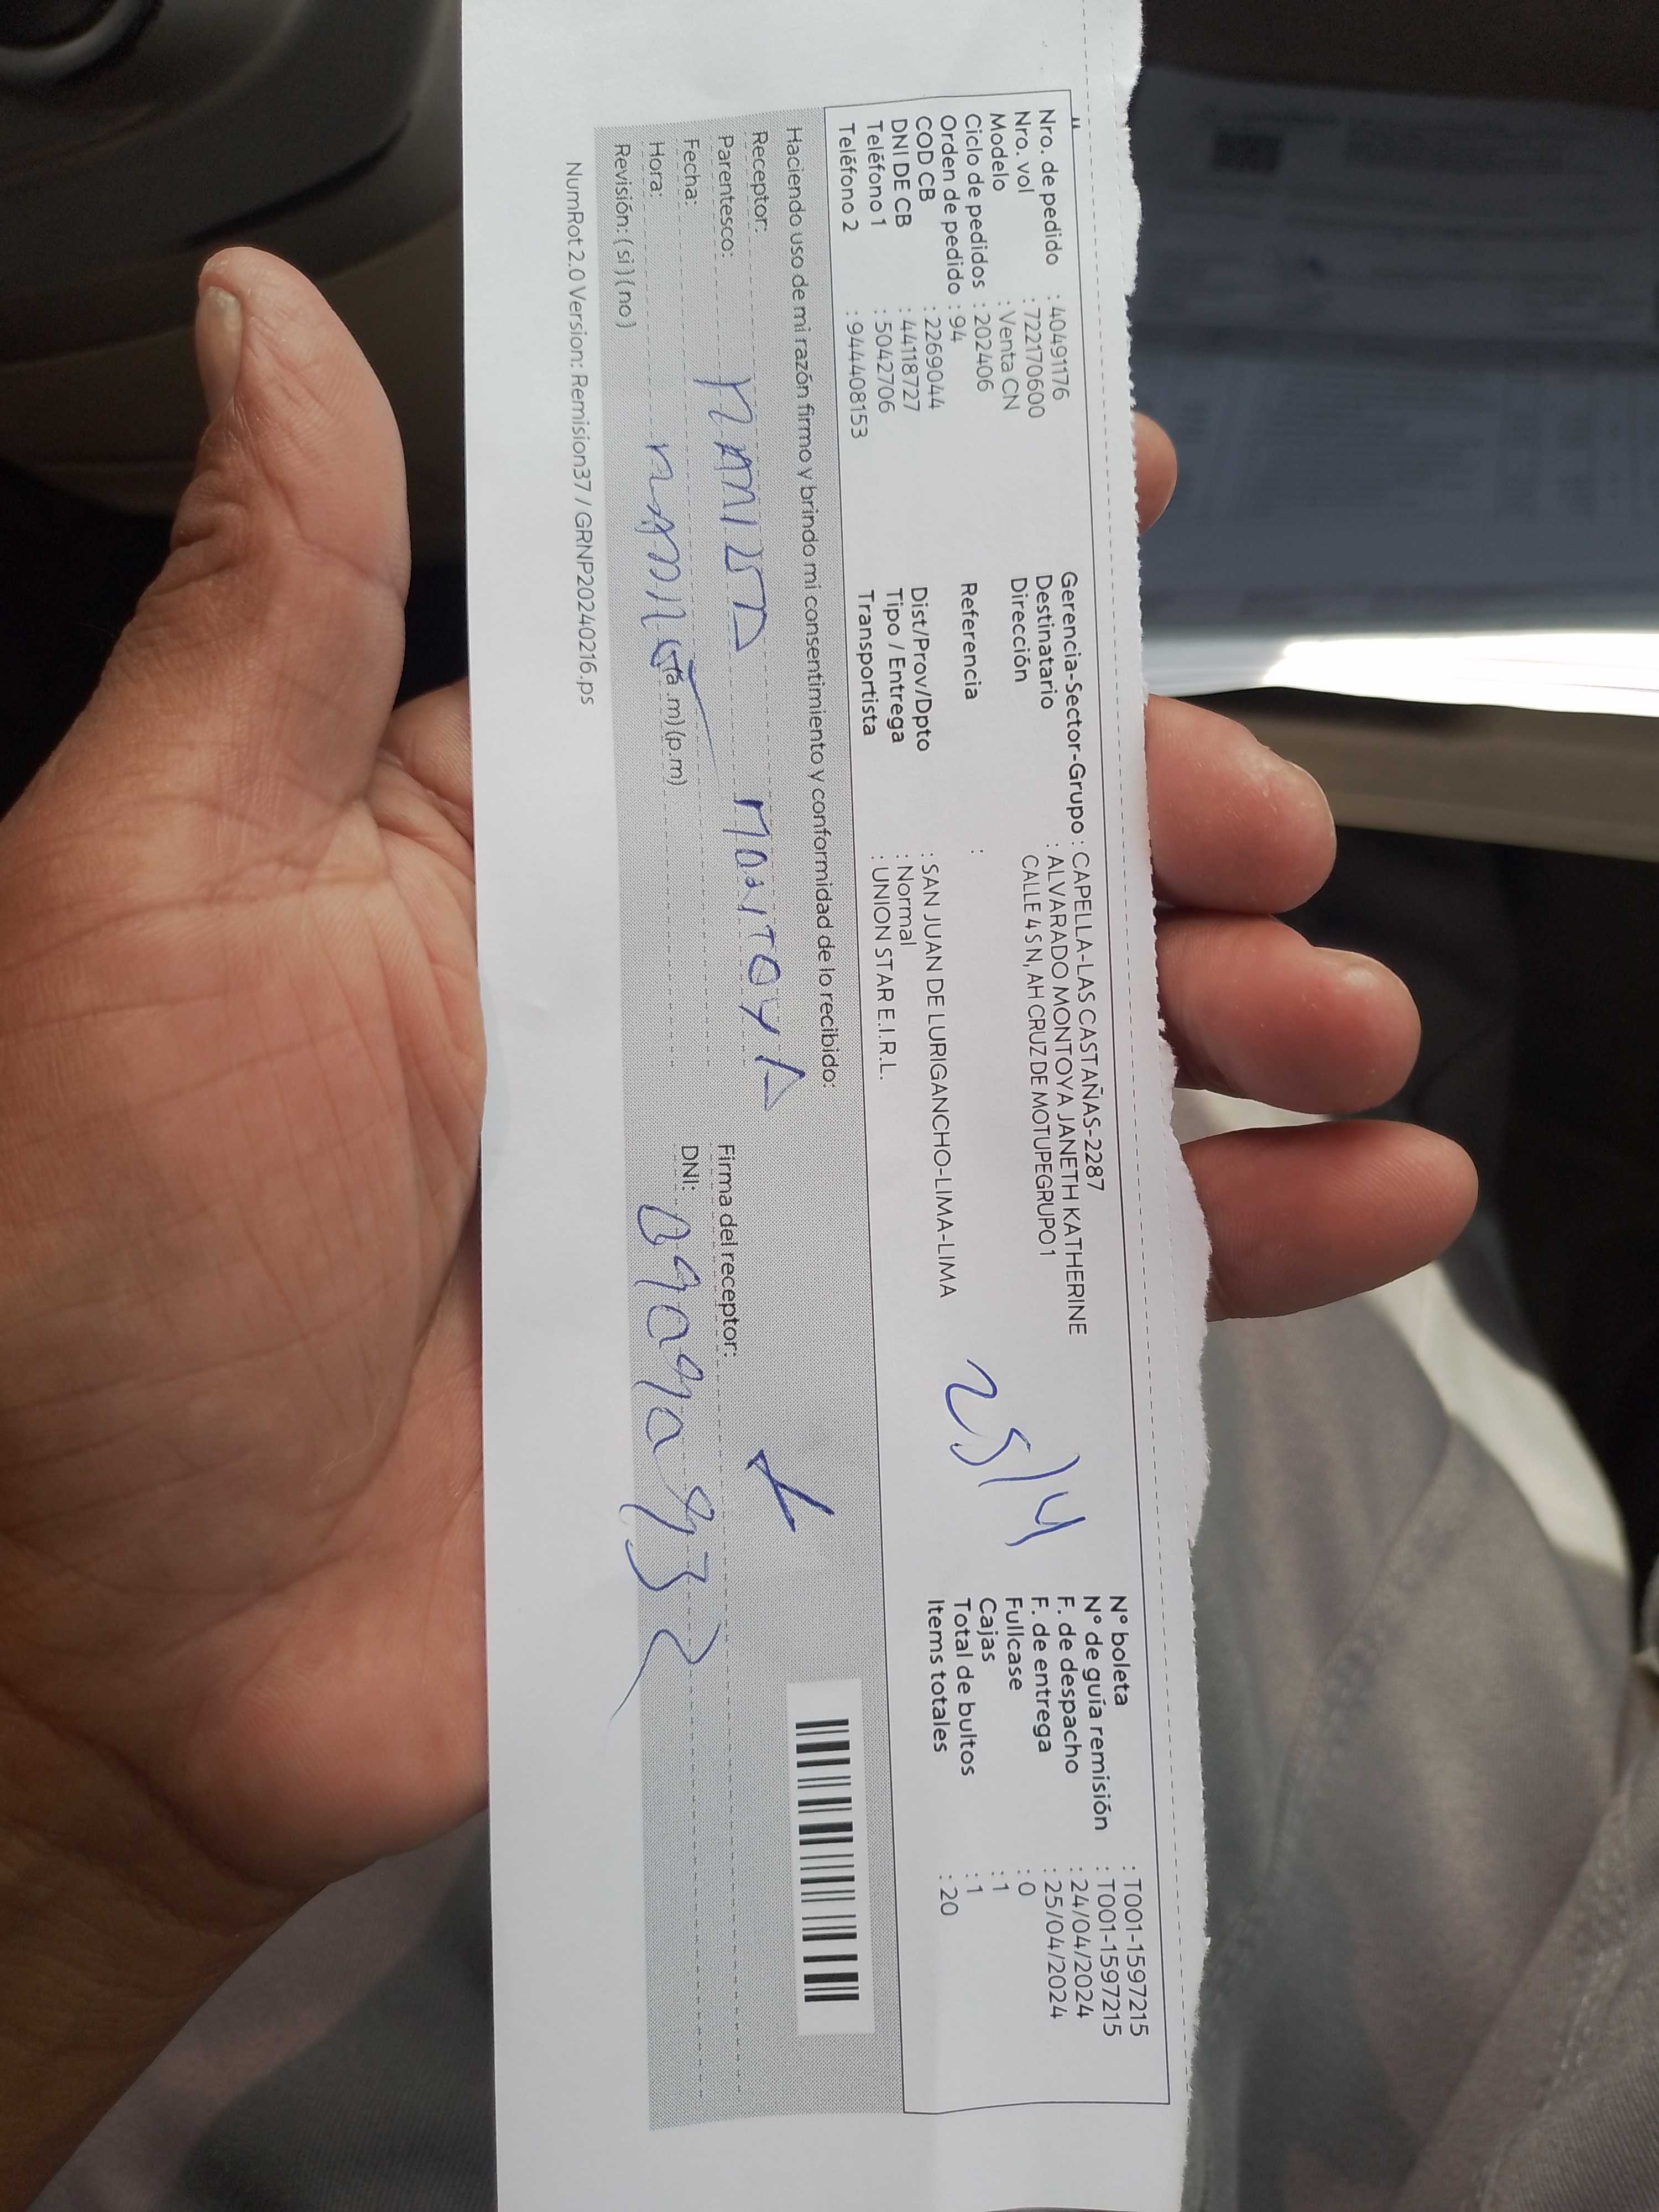 Nro. de pedido : 40491176
Nro. vol : 722170600
Modelo : Venta CN
Ciclo de pedidos : 202406
Orden de pedido : 94
COD CB : 2269044
DNI DE CB : 44118727
Teléfono 1 : 5042706
Teléfono 2 : 944408153
Gerencia-Sector-Grupo : CAPELLA-LAS CASTAÑAS-2287
Destinatario : ALVARADO MONTOYA JANETH KATHERINE
Dirección CALLE 4 S N, AH CRUZ DE MOTUPEGRUPO1
Referencia :
Dist/Prov/Dpto : SAN JUAN DE LURIGANCHO-LIMA-LIMA
Tipo / Entrega : Normal
Transportista : UNION STAR E.I.R.L.
25/4
N° boleta : T001-1597215
N° de guía remisión : T001-1597215
F. de despacho : 24/04/2024
F. de entrega : 25/04/2024
Fullcase : 0
Cajas : 1
Total de bultos : 1
Items totales : 20
Haciendo uso de mi razón firmo y brindo mi consentimiento y conformidad de lo recibido:
Receptor: MONTOYA
Parentesco:
Fecha:
Hora: (a.m) (p.m)
Revisión: ( si ) ( no )
Firma del receptor:
DNI:
NumRot 2.0 Version: Remision37 / GRNP20240216.ps